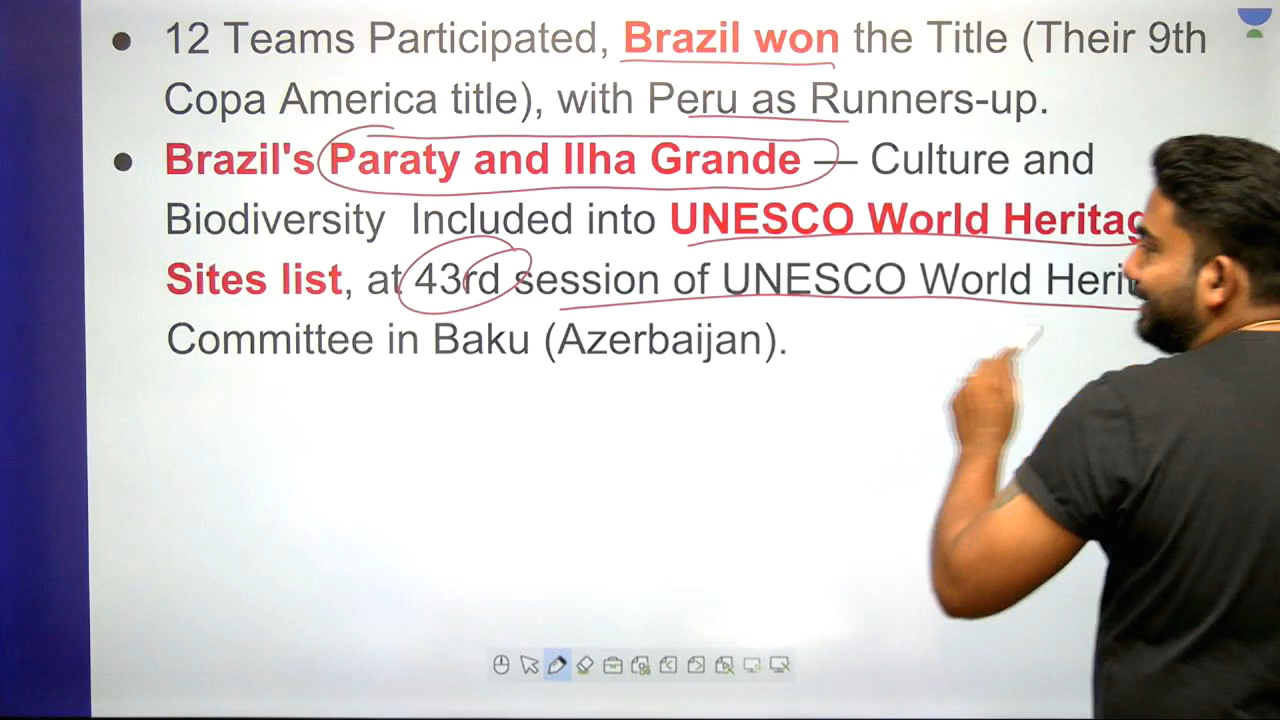 12 Teams Participated, Brazil won the Title (Their 9th
Copa America title), with Peru as Runners-up.
Brazil's Paraty and Ilha Grande — Culture and
Biodiversity Included into UNESCO World Heritag
Sites list, at 43rd session of UNESCO World Herit
Committee in Baku (Azerbaijan).